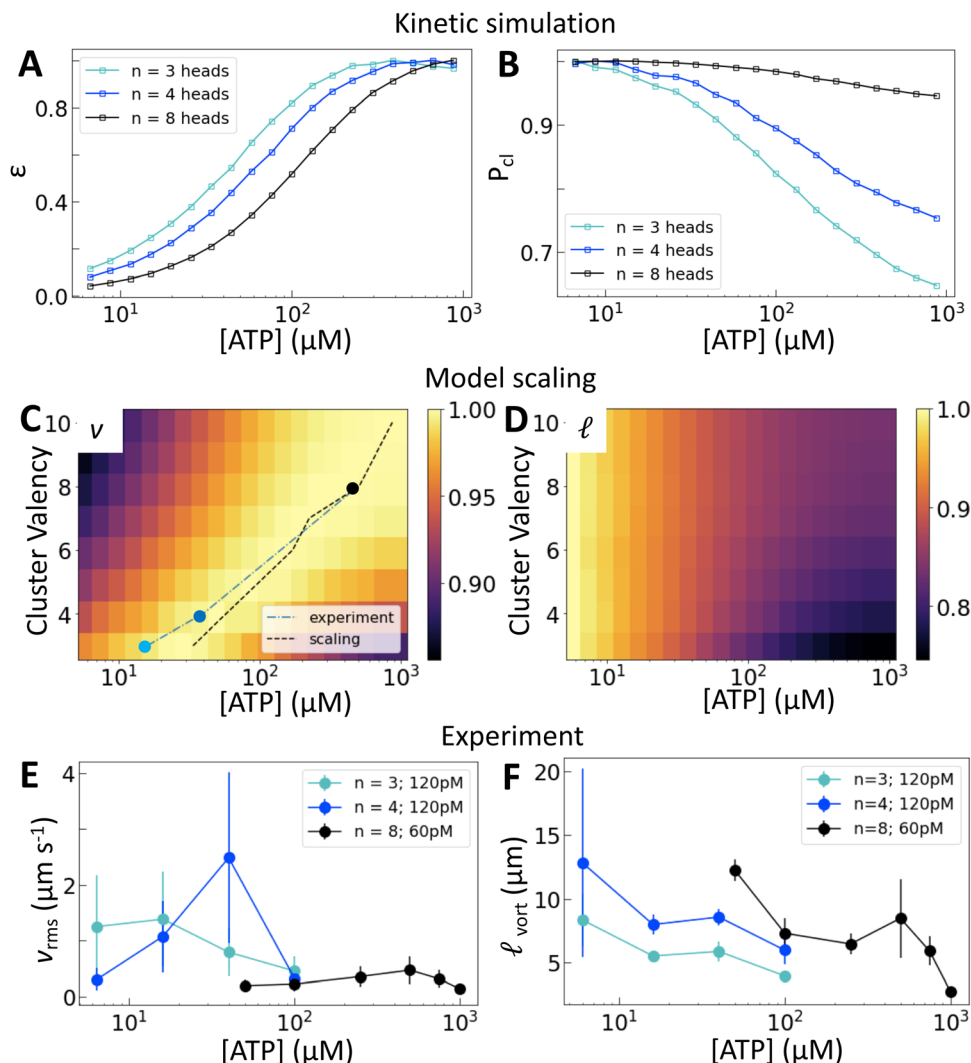 Kinetic simulation
A
n = 3 heads
n = 4 heads
n = 8 heads
0.8
0.4
0.0
ε
10¹ 10² 10³
[ATP] (μM)
B
0.9
0.7
P_cl
n = 3 heads
n = 4 heads
n = 8 heads
10¹ 10² 10³
[ATP] (μM)
Model scaling
C
v
10
8
6
4
Cluster Valency
experiment
scaling
10¹ 10² 10³
[ATP] (μM)
1.00
0.95
0.90
D
ℓ
10
8
6
4
Cluster Valency
10¹ 10² 10³
[ATP] (μM)
1.0
0.9
0.8
Experiment
E
n = 3; 120pM
n = 4; 120pM
n = 8; 60pM
4
2
0
v_rms (μm s⁻¹)
10¹ 10² 10³
[ATP] (μM)
F
n=3; 120pM
n=4; 120pM
n=8; 60pM
20
15
10
5
ℓ_vort (μm)
10¹ 10² 10³
[ATP] (μM)